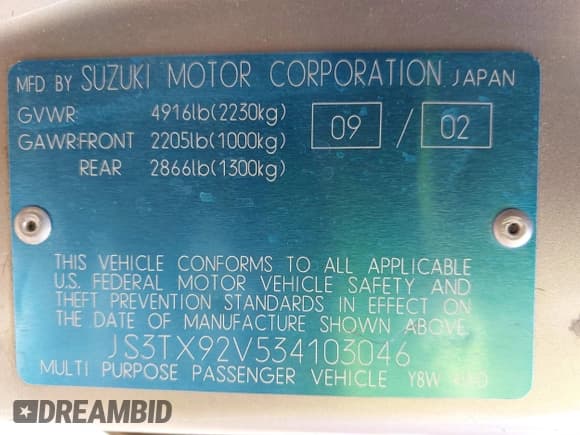 MFD BY SUZUKI MOTOR CORPORATION JAPAN
GVWR: 4916lb(2230kg)
GAWR:FRONT 2205lb(1000kg) 09 / 02
REAR 2866lb(1300kg)
THIS VEHICLE CONFORMS TO ALL APPLICABLE
U.S. FEDERAL MOTOR VEHICLE SAFETY AND
THEFT PREVENTION STANDARDS IN EFFECT ON
THE DATE OF MANUFACTURE SHOWN ABOVE.
JS3TX92V534103046
MULTI PURPOSE PASSENGER VEHICLE Y8W
DREAMBID